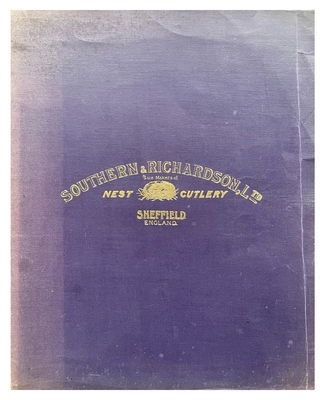 SOUTHERN & RICHARDSON, LTD
Sole Makers of
NEST CUTLERY
SHEFFIELD
ENGLAND.